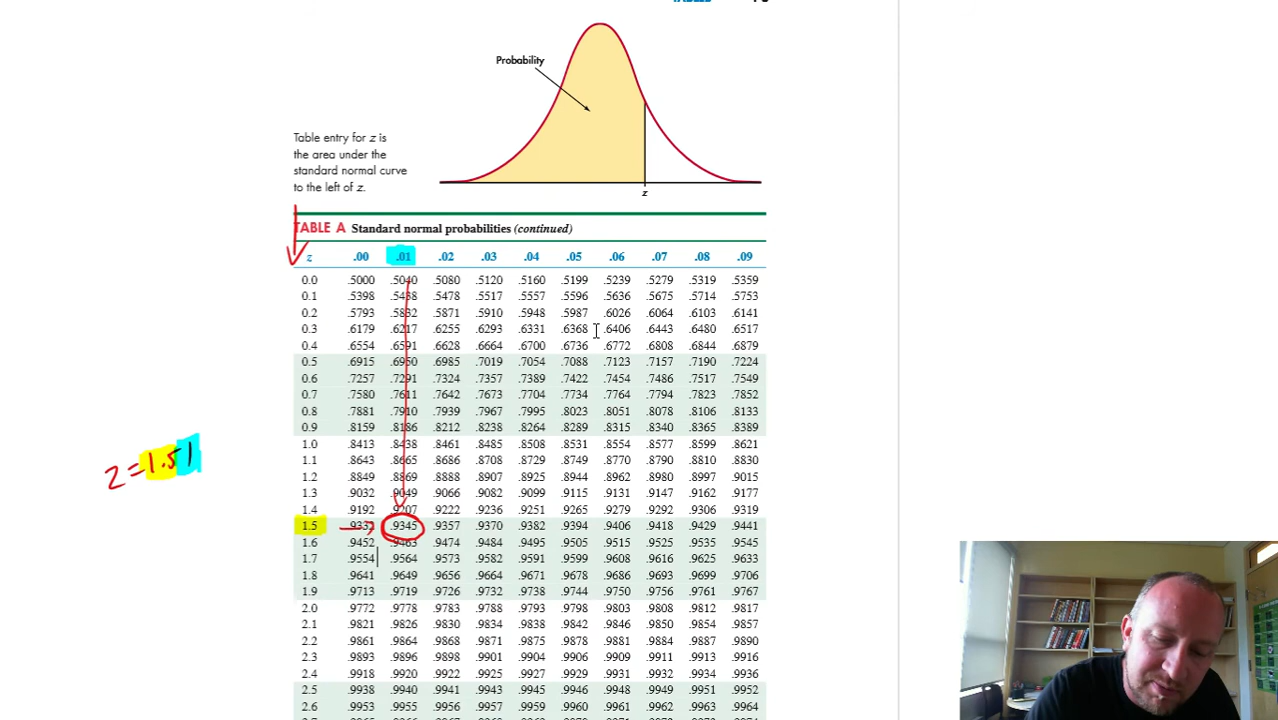 Probability
Table entry for z is
the area under the
standard normal curve
to the left of z.
z
TABLE A Standard normal probabilities (continued)
z .00 .01 .02 .03 .04 .05 .06 .07 .08 .09
0.0 .5000 .5040 .5080 .5120 .5160 .5199 .5239 .5279 .5319 .5359
0.1 .5398 .5438 .5478 .5517 .5557 .5596 .5636 .5675 .5714 .5753
0.2 .5793 .5832 .5871 .5910 .5948 .5987 .6026 .6064 .6103 .6141
0.3 .6179 .6217 .6255 .6293 .6331 .6368 .6406 .6443 .6480 .6517
0.4 .6554 .6591 .6628 .6664 .6700 .6736 .6772 .6808 .6844 .6879
0.5 .6915 .6950 .6985 .7019 .7054 .7088 .7123 .7157 .7190 .7224
0.6 .7257 .7291 .7324 .7357 .7389 .7422 .7454 .7486 .7517 .7549
0.7 .7580 .7611 .7642 .7673 .7704 .7734 .7764 .7794 .7823 .7852
0.8 .7881 .7910 .7939 .7967 .7995 .8023 .8051 .8078 .8106 .8133
0.9 .8159 .8186 .8212 .8238 .8264 .8289 .8315 .8340 .8365 .8389
1.0 .8413 .8438 .8461 .8485 .8508 .8531 .8554 .8577 .8599 .8621
1.1 .8643 .8665 .8686 .8708 .8729 .8749 .8770 .8790 .8810 .8830
z=1.51
1.2 .8849 .8869 .8888 .8907 .8925 .8944 .8962 .8980 .8997 .9015
1.3 .9032 .9049 .9066 .9082 .9099 .9115 .9131 .9147 .9162 .9177
1.4 .9192 .9207 .9222 .9236 .9251 .9265 .9279 .9292 .9306 .9319
1.5 .9332 .9345 .9357 .9370 .9382 .9394 .9406 .9418 .9429 .9441
1.6 .9452 .9463 .9474 .9484 .9495 .9505 .9515 .9525 .9535 .9545
1.7 .9554 .9564 .9573 .9582 .9591 .9599 .9608 .9616 .9625 .9633
1.8 .9641 .9649 .9656 .9664 .9671 .9678 .9686 .9693 .9699 .9706
1.9 .9713 .9719 .9726 .9732 .9738 .9744 .9750 .9756 .9761 .9767
2.0 .9772 .9778 .9783 .9788 .9793 .9798 .9803 .9808 .9812 .9817
2.1 .9821 .9826 .9830 .9834 .9838 .9842 .9846 .9850 .9854 .9857
2.2 .9861 .9864 .9868 .9871 .9875 .9878 .9881 .9884 .9887 .9890
2.3 .9893 .9896 .9898 .9901 .9904 .9906 .9909 .9911 .9913 .9916
2.4 .9918 .9920 .9922 .9925 .9927 .9929 .9931 .9932 .9934 .9936
2.5 .9938 .9940 .9941 .9943 .9945 .9946 .9948 .9949 .9951 .9952
2.6 .9953 .9955 .9956 .9957 .9959 .9960 .9961 .9962 .9963 .9964